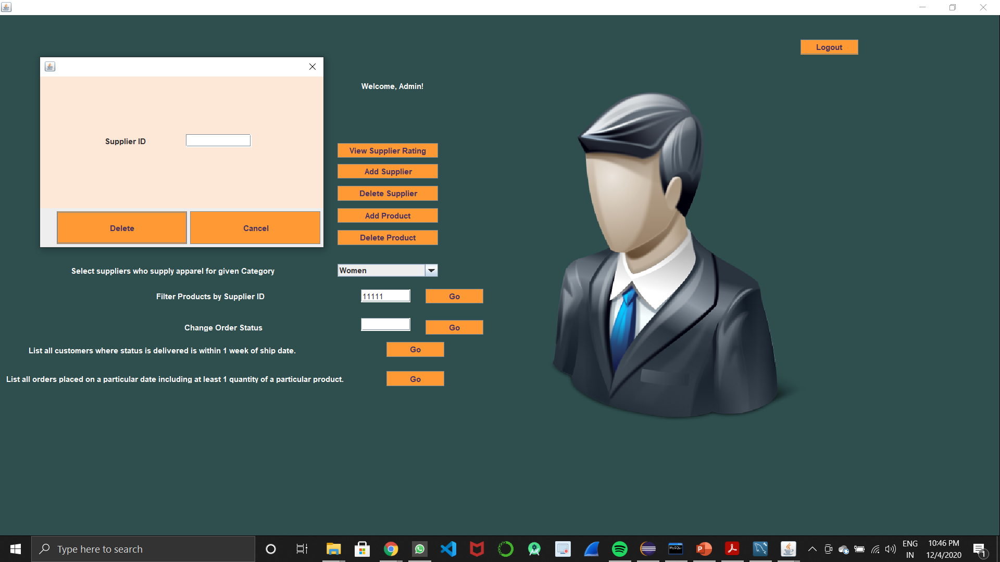 Logout
Welcome, Admin!
Supplier ID
Delete
Cancel
View Supplier Rating
Add Supplier
Delete Supplier
Add Product
Delete Product
Select suppliers who supply apparel for given Category
Women
Filter Products by Supplier ID
11111
Go
Change Order Status
Go
List all customers where status is delivered is within 1 week of ship date.
Go
List all orders placed on a particular date including at least 1 quantity of a particular product.
Go
Type here to search
MySQL
P
ENG
IN
10:46 PM
12/4/2020
1